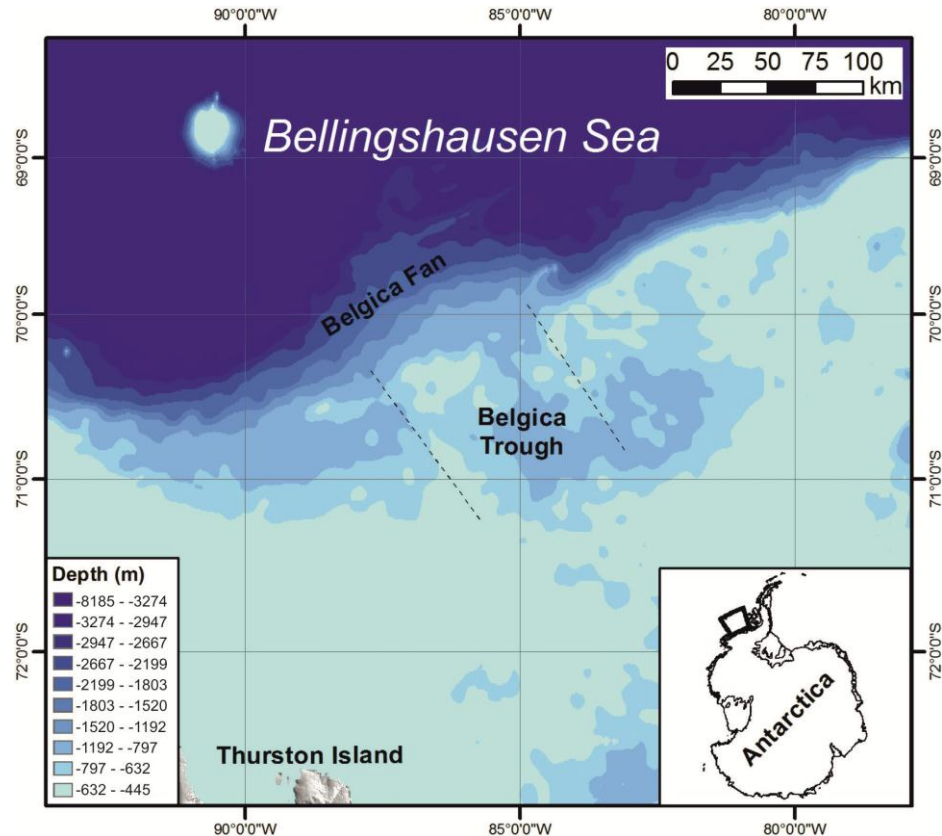 90°0'0"W
85°0'0"W
80°0'0"W
0 25 50 75 100
km
Bellingshausen Sea
69°0'0"S
69°0'0"S
Belgica Fan
70°0'0"S
70°0'0"S
Belgica
Trough
71°0'0"S
71°0'0"S
Depth (m)
-8185 - -3274
-3274 - -2947
-2947 - -2667
-2667 - -2199
-2199 - -1803
-1803 - -1520
-1520 - -1192
-1192 - -797
-797 - -632
-632 - -445
72°0'0"S
72°0'0"S
Thurston Island
Antarctica
90°0'0"W
85°0'0"W
80°0'0"W